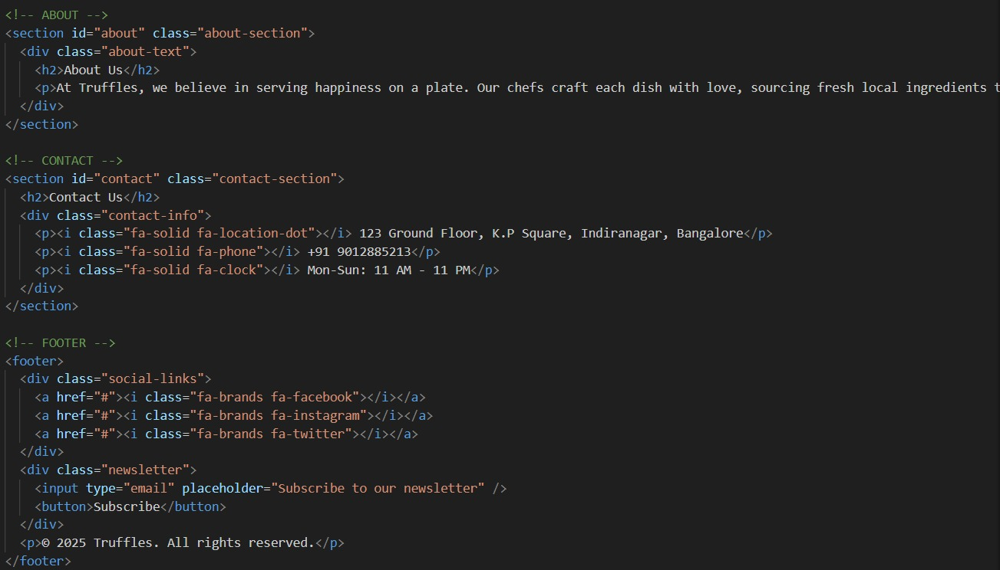 <!-- ABOUT -->
<section id="about" class="about-section">
  <div class="about-text">
    <h2>About Us</h2>
    <p>At Truffles, we believe in serving happiness on a plate. Our chefs craft each dish with love, sourcing fresh local ingredients
  </div>
</section>

<!-- CONTACT -->
<section id="contact" class="contact-section">
  <h2>Contact Us</h2>
  <div class="contact-info">
    <p><i class="fa-solid fa-location-dot"></i> 123 Ground Floor, K.P Square, Indiranagar, Bangalore</p>
    <p><i class="fa-solid fa-phone"></i> +91 9012885213</p>
    <p><i class="fa-solid fa-clock"></i> Mon-Sun: 11 AM - 11 PM</p>
  </div>
</section>

<!-- FOOTER -->
<footer>
  <div class="social-links">
    <a href="#"><i class="fa-brands fa-facebook"></i></a>
    <a href="#"><i class="fa-brands fa-instagram"></i></a>
    <a href="#"><i class="fa-brands fa-twitter"></i></a>
  </div>
  <div class="newsletter">
    <input type="email" placeholder="Subscribe to our newsletter" />
    <button>Subscribe</button>
  </div>
  <p>© 2025 Truffles. All rights reserved.</p>
</footer>